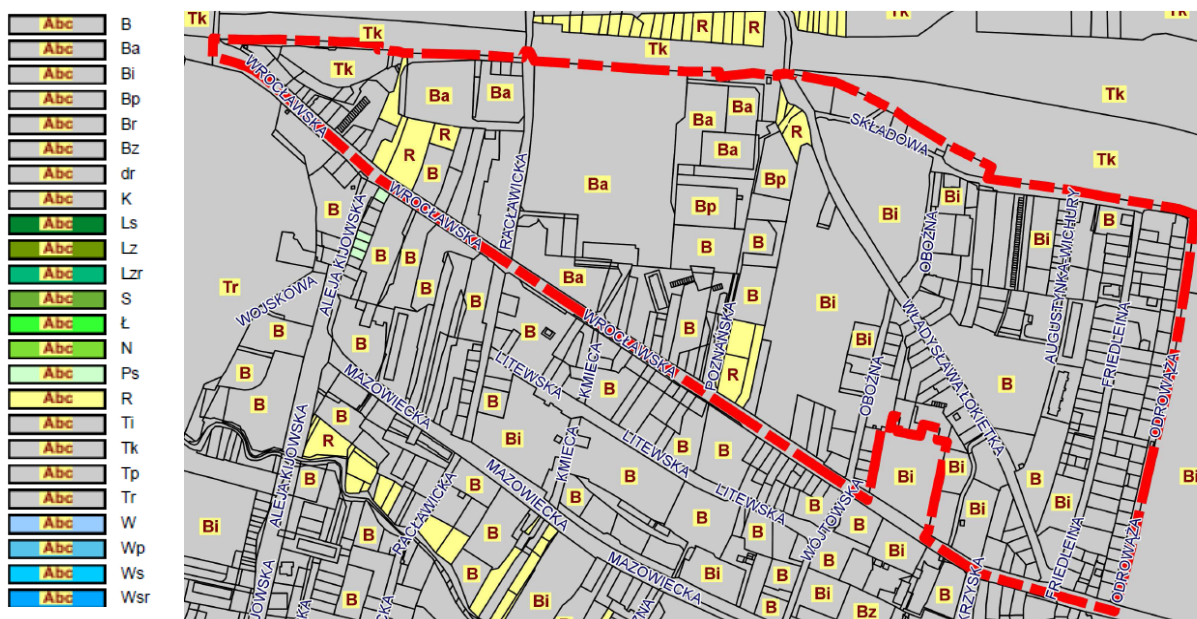 Abc B
Abc Ba
Abc Bi
Abc Bp
Abc Br
Abc Bz
Abc dr
Abc K
Abc Ls
Abc Lz
Abc Lzr
Abc S
Abc Ł
Abc N
Abc Ps
Abc R
Abc Ti
Abc Tk
Abc Tp
Abc Tr
Abc W
Abc Wp
Abc Ws
Abc Wsr
Tk
Tk
R
R
Tk
Tk
Tk
Tk
Tk
Tk
WROCŁAWSKA
Ba
Ba
Ba
Ba
Ba
R
R
R
B
SKŁADOWA
Ba
Bp
Bp
Bi
Bi
Bi
B
B
ALEJA KIJOWSKA
WROCŁAWSKA
RACŁAWICKA
B
B
B
B
OBOŹNA
AUGUSTYNKA-WICHURY
Tr
WOJSKOWA
B
Ba
B
B
B
Bi
WŁADYSŁAWA ŁOKIETKA
FRIEDLEINA
ODROWĄŻA
B
B
B
WROCŁAWSKA
B
POZNAŃSKA
Bi
B
LITEWSKA
KMIECA
B
R
OBOŹNA
B
B
MAZOWIECKA
B
B
R
Bi
LITEWSKA
B
B
B
ALEJA KIJOWSKA
KMIECA
MAZOWIECKA
B
B
B
LITEWSKA
B
WÓJTOWSKA
Bi
Bi
B
Bi
Bi
Bi
RACŁAWICKA
B
B
B
B
B
Bi
MAZOWIECKA
Bi
B
B
Bi
FRIEDLEINA
ODROWĄŻA
B
Bi
B
Bz
B